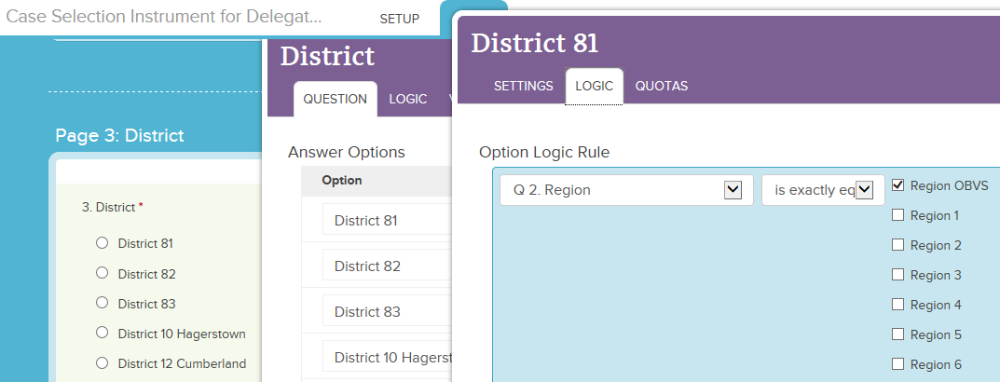 Case Selection Instrument for Delegat...
SETUP
Page 3: District
3. District *
District 81
District 82
District 83
District 10 Hagerstown
District 12 Cumberland
District
QUESTION LOGIC
Answer Options
Option
District 81
District 82
District 83
District 10 Hagerst
District 81
SETTINGS LOGIC QUOTAS
Option Logic Rule
Q 2. Region is exactly eq
Region OBVS
Region 1
Region 2
Region 3
Region 4
Region 5
Region 6